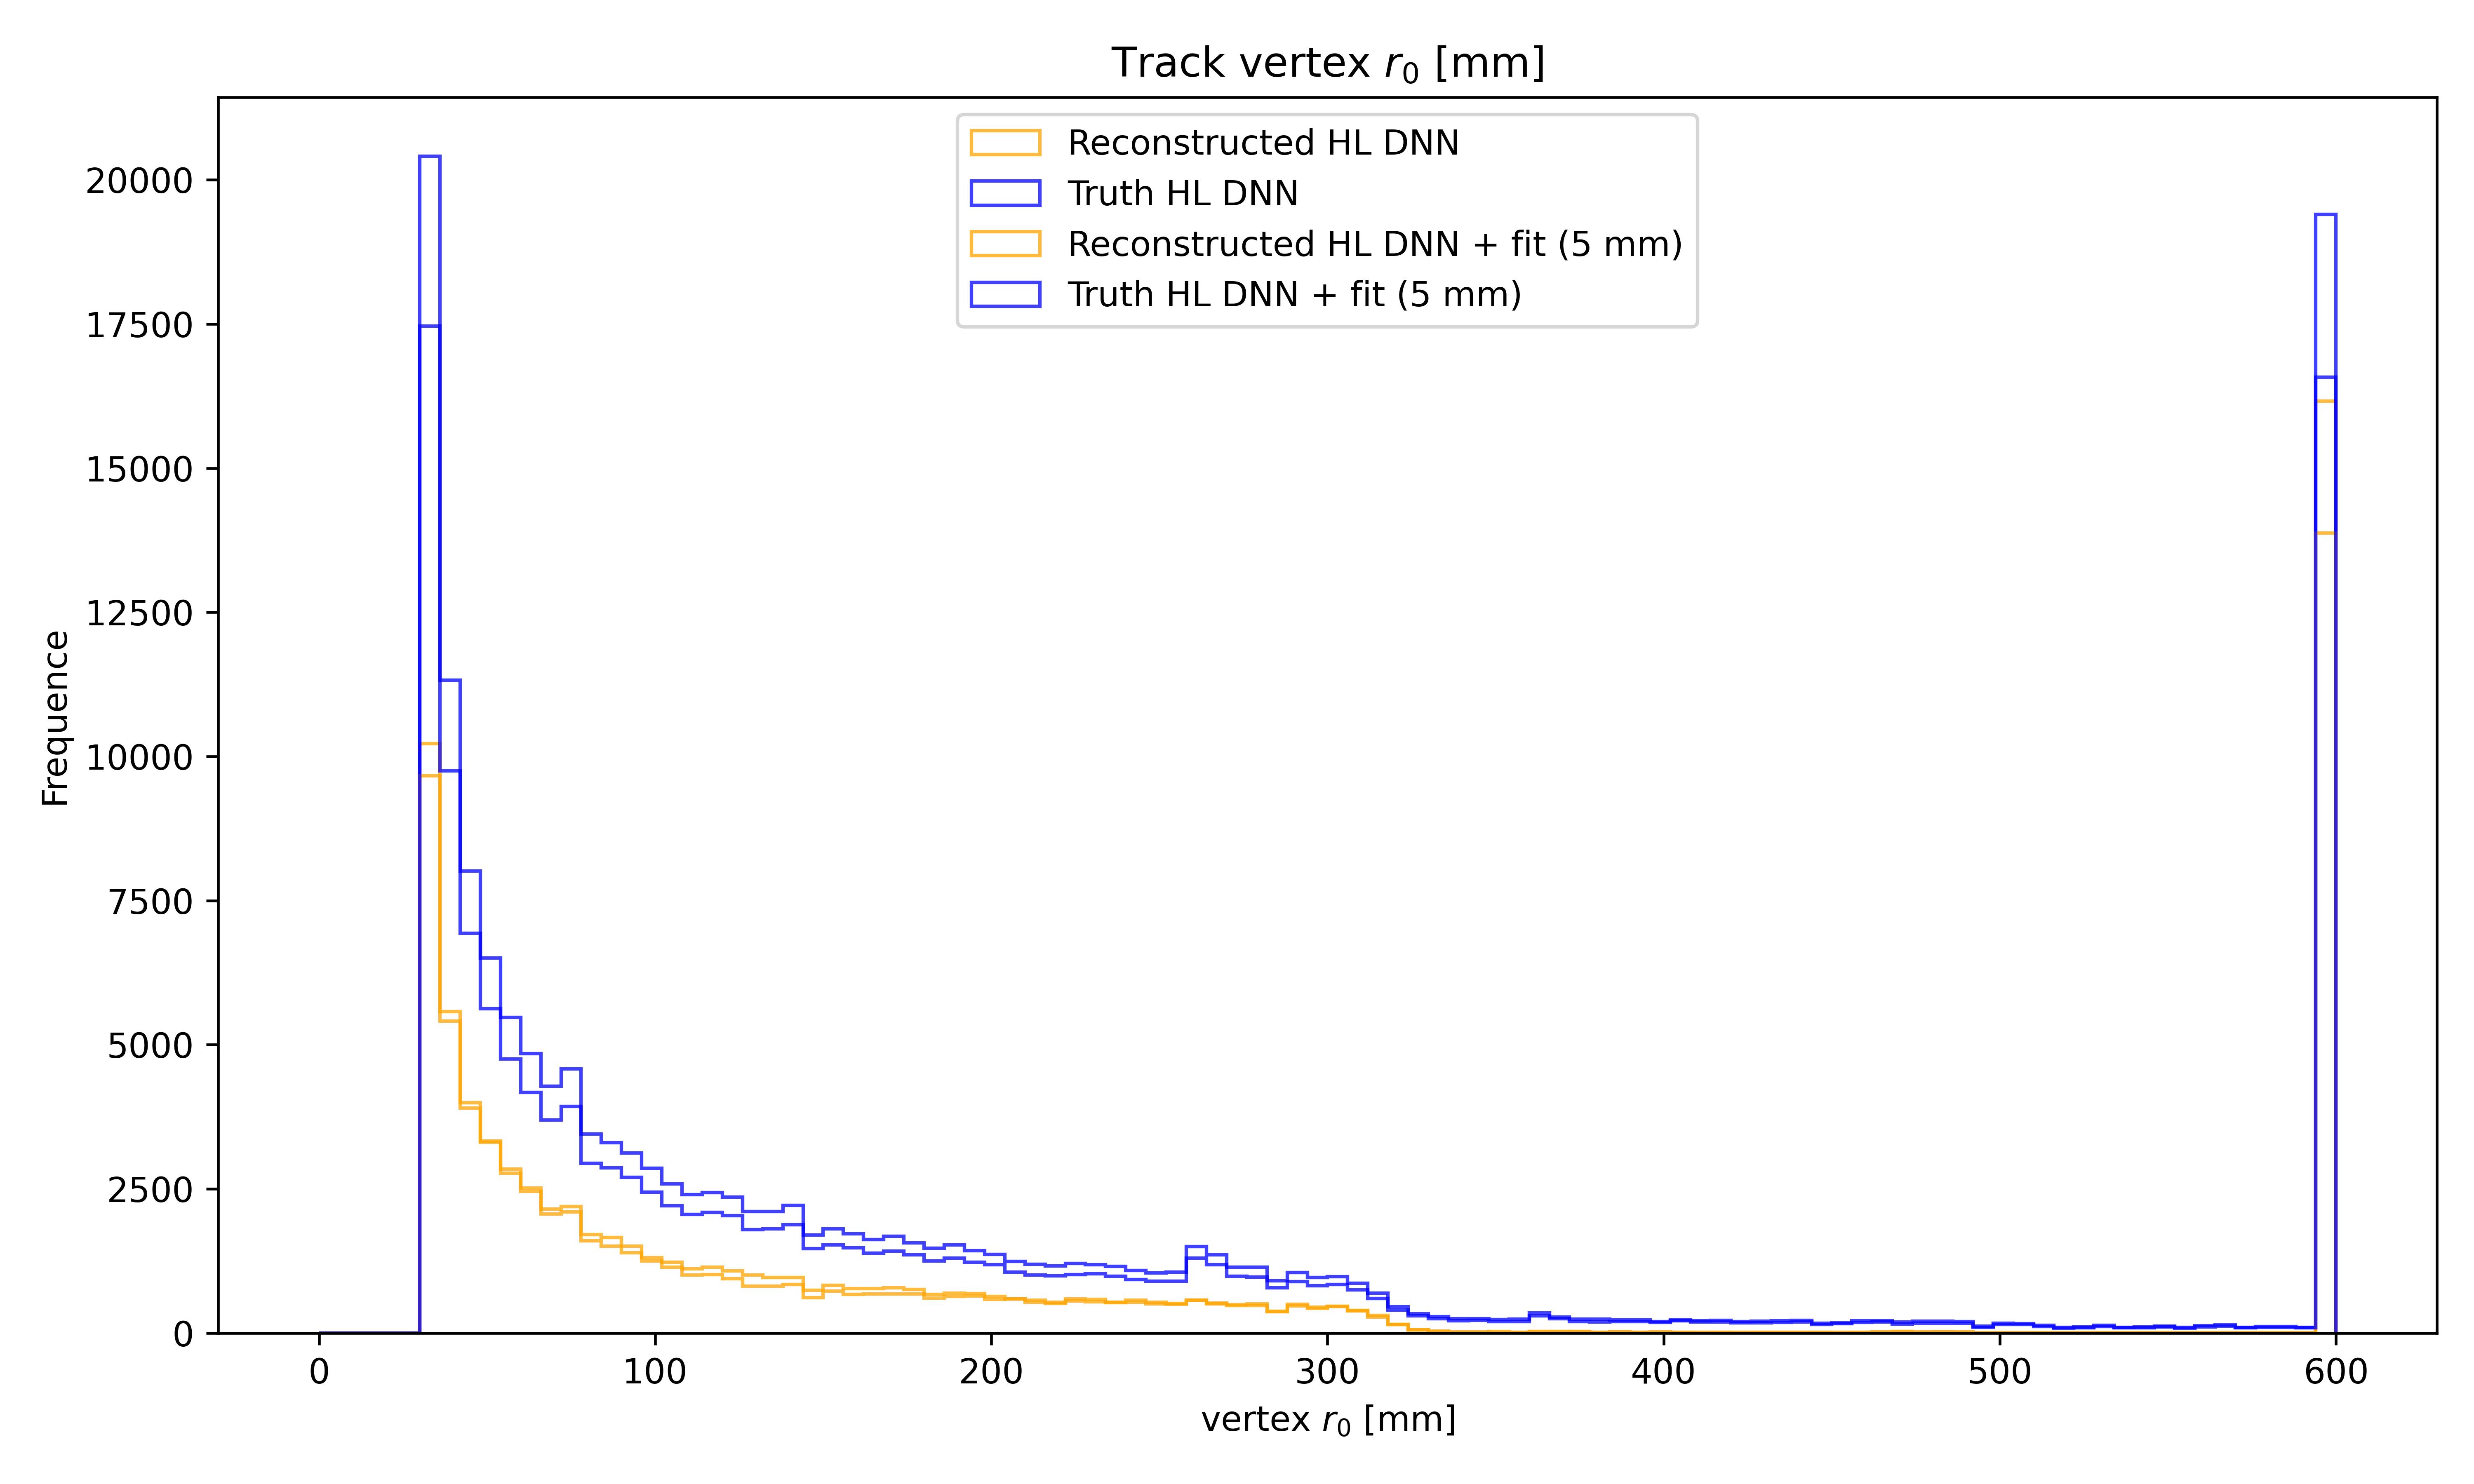 Track vertex r0 [mm]
Reconstructed HL DNN
Truth HL DNN
Reconstructed HL DNN + fit (5 mm)
Truth HL DNN + fit (5 mm)
Frequence
20000
17500
15000
12500
10000
7500
5000
2500
0
0 100 200 300 400 500 600
vertex r0 [mm]